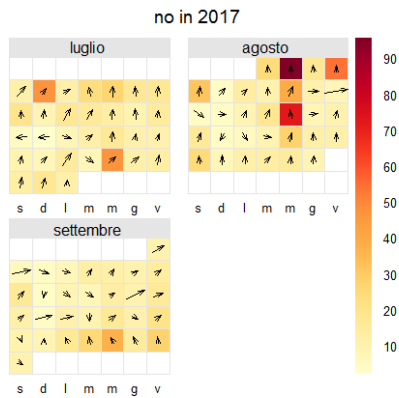 no in 2017
luglio
agosto
s d l m m g v
s d l m m g v
settembre
s d l m m g v
90
80
70
60
50
40
30
20
10